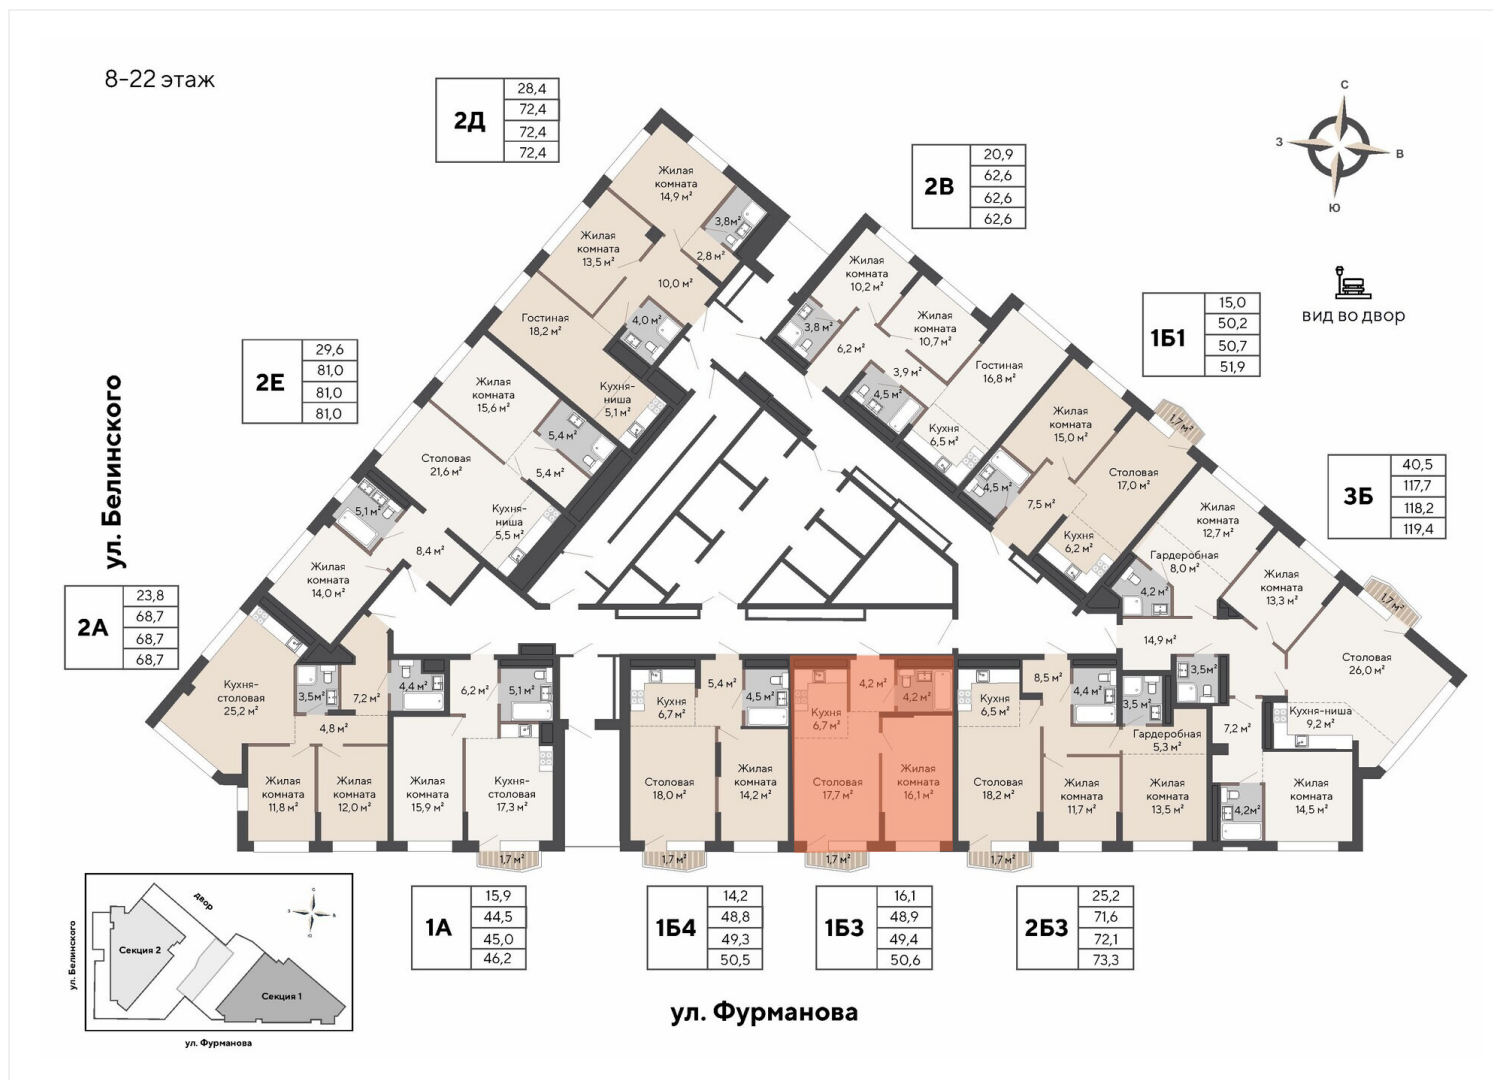 8-22 этаж
2Д
28,4
72,4
72,4
72,4
2В
20,9
62,6
62,6
62,6
С
З
В
Ю
вид во двор
1Б1
15,0
50,2
50,7
51,9
2Е
29,6
81,0
81,0
81,0
ул. Белинского
3Б
40,5
117,7
118,2
119,4
2А
23,8
68,7
68,7
68,7
Жилая
комната
14,9 м²
3,8м²
2,8 м²
Жилая
комната
13,5 м²
10,0 м²
Гостиная
18,2 м²
4,0 м²
Кухня-
ниша
5,1 м²
Жилая
комната
15,6 м²
5,4 м²
5,4 м²
Столовая
21,6 м²
Кухня-
ниша
5,5 м²
5,1 м²
8,4 м²
Жилая
комната
14,0 м²
Жилая
комната
10,2 м²
Жилая
комната
10,7 м²
3,8 м²
6,2 м²
3,9 м²
4,5 м²
Гостиная
16,8 м²
Кухня
6,5 м²
Жилая
комната
15,0 м²
1,7 м²
Столовая
17,0 м²
4,5 м²
7,5 м²
Кухня
6,2 м²
Жилая
комната
12,7 м²
Гардеробная
8,0 м²
4,2 м²
Жилая
комната
13,3 м²
1,7 м²
14,9 м²
3,5м²
Столовая
26,0 м²
Кухня-ниша
9,2 м²
7,2 м²
4,2м²
Жилая
комната
14,5 м²
Кухня-
столовая
25,2 м²
3,5м²
7,2 м²
4,4 м²
4,8 м²
Жилая
комната
11,8 м²
Жилая
комната
12,0 м²
6,2 м²
5,1 м²
Жилая
комната
15,9 м²
Кухня-
столовая
17,3 м²
1,7 м²
Кухня
6,7 м²
5,4 м²
4,5 м²
Столовая
18,0 м²
Жилая
комната
14,2 м²
1,7 м²
Кухня
6,7 м²
4,2 м²
4,2 м²
Столовая
17,7 м²
Жилая
комната
16,1 м²
1,7 м²
Кухня
6,5 м²
8,5 м²
4,4 м²
3,5 м²
Гардеробная
5,3 м²
Столовая
18,2 м²
Жилая
комната
11,7 м²
Жилая
комната
13,5 м²
1,7 м²
1А
15,9
44,5
45,0
46,2
1Б4
14,2
48,8
49,3
50,5
1Б3
16,1
48,9
49,4
50,6
2Б3
25,2
71,6
72,1
73,3
ул. Фурманова
двор
ул. Белинского
Секция 2
Секция 1
ул. Фурманова